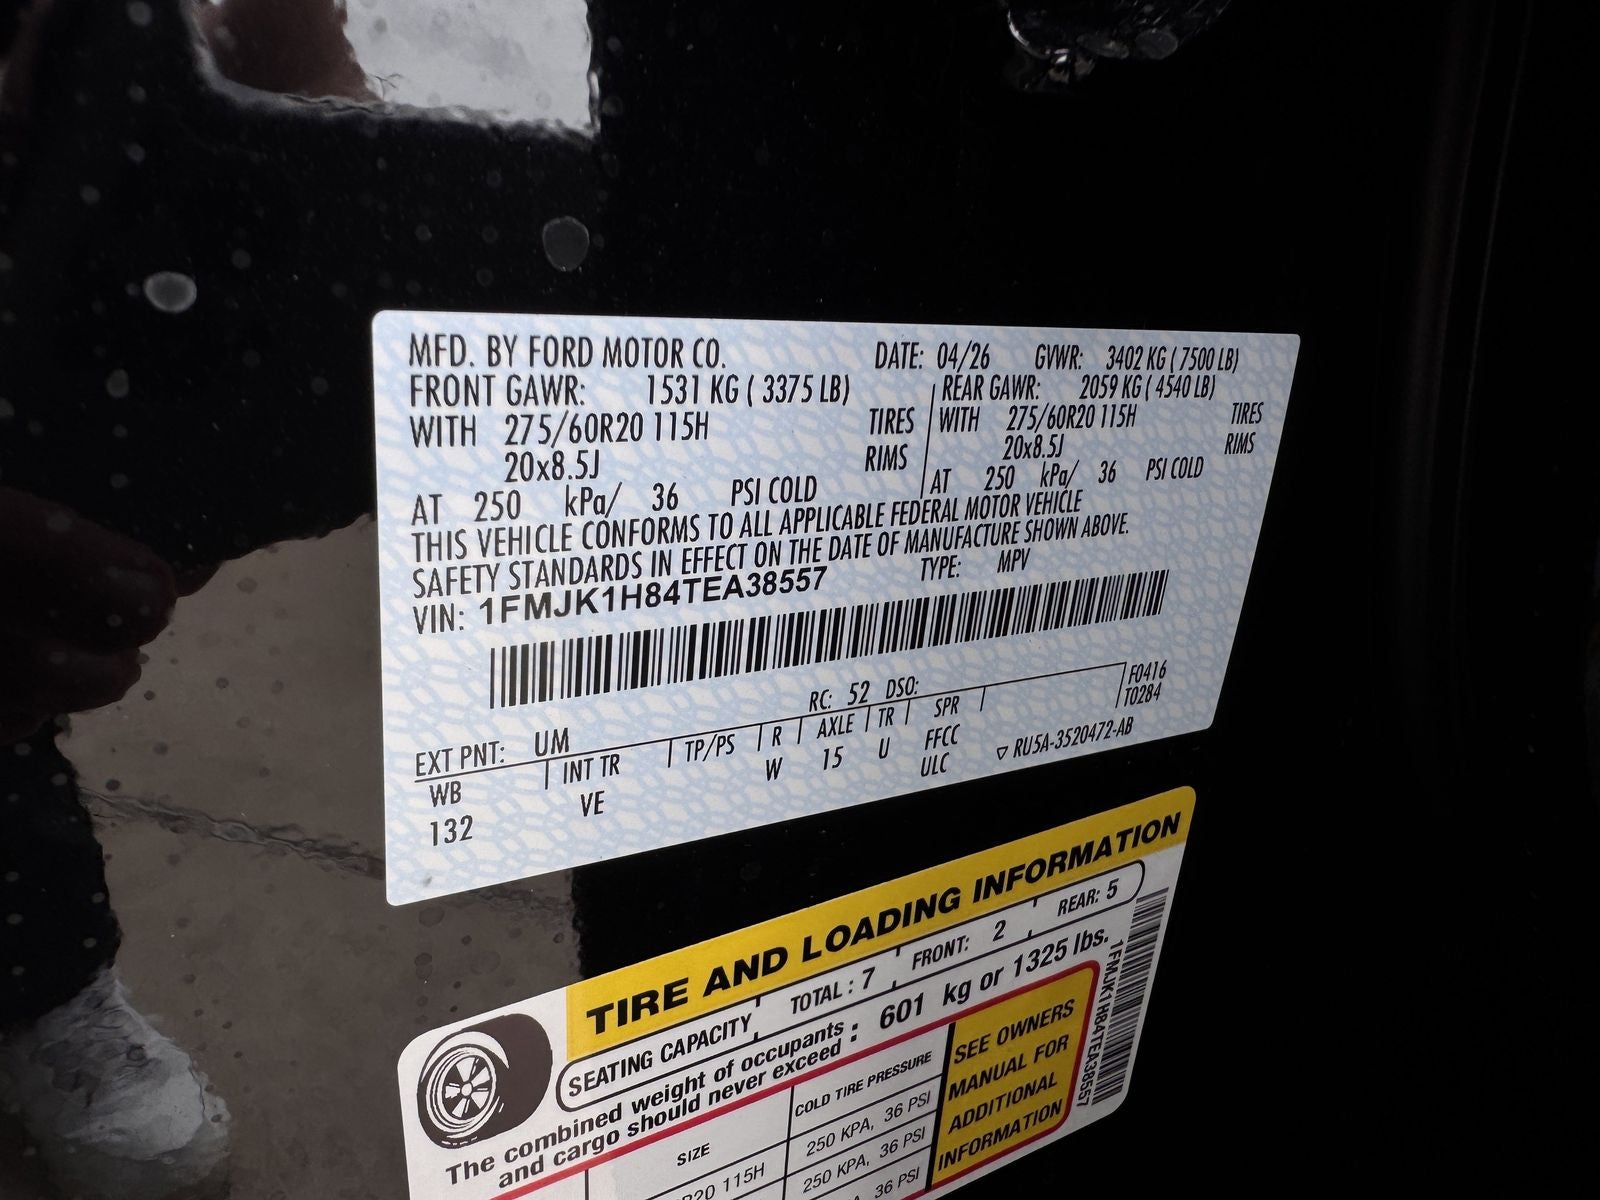 MFD. BY FORD MOTOR CO. DATE: 04/26 GVWR: 3402 KG ( 7500 LB)
FRONT GAWR: 1531 KG ( 3375 LB) REAR GAWR: 2059 KG ( 4540 LB)
WITH 275/60R20 115H TIRES WITH 275/60R20 115H TIRES
20x8.5J RIMS 20x8.5J RIMS
AT 250 kPa/ 36 PSI COLD AT 250 kPa/ 36 PSI COLD
THIS VEHICLE CONFORMS TO ALL APPLICABLE FEDERAL MOTOR VEHICLE
SAFETY STANDARDS IN EFFECT ON THE DATE OF MANUFACTURE SHOWN ABOVE.
VIN: 1FMJK1H84TEA38557 TYPE: MPV
RC: 52 DSO: F0416
EXT PNT: UM T0284
WB INT TR TP/PS R AXLE TR SPR
132 VE W 15 U FFCC
ULC ▽ RU5A-3520472-AB
TIRE AND LOADING INFORMATION
SEATING CAPACITY TOTAL : 7 FRONT: 2 REAR: 5
The combined weight of occupants : 601 kg or 1325 lbs.
and cargo should never exceed :
SIZE COLD TIRE PRESSURE
R20 115H 250 KPA, 36 PSI
250 KPA, 36 PSI
36 PSI
SEE OWNERS
MANUAL FOR
ADDITIONAL
INFORMATION
1FMJK1H84TEA38557